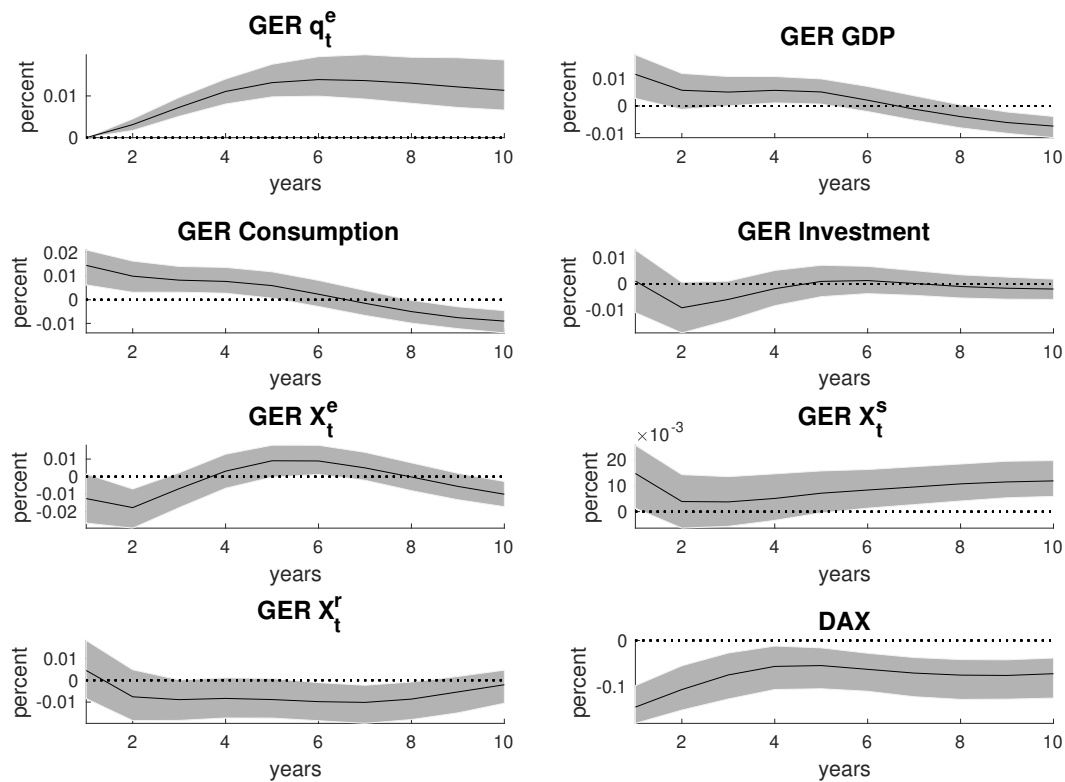 GER q_t^e
percent
0.01
0
2 4 6 8 10
years
GER GDP
percent
0.01
0
-0.01
2 4 6 8 10
years
GER Consumption
percent
0.02
0.01
0
-0.01
2 4 6 8 10
years
GER Investment
percent
0.01
0
-0.01
2 4 6 8 10
years
GER X_t^e
percent
0.01
0
-0.01
-0.02
2 4 6 8 10
years
GER X_t^s
×10^-3
percent
20
10
0
2 4 6 8 10
years
GER X_t^r
percent
0.01
0
-0.01
2 4 6 8 10
years
DAX
percent
0
-0.1
2 4 6 8 10
years